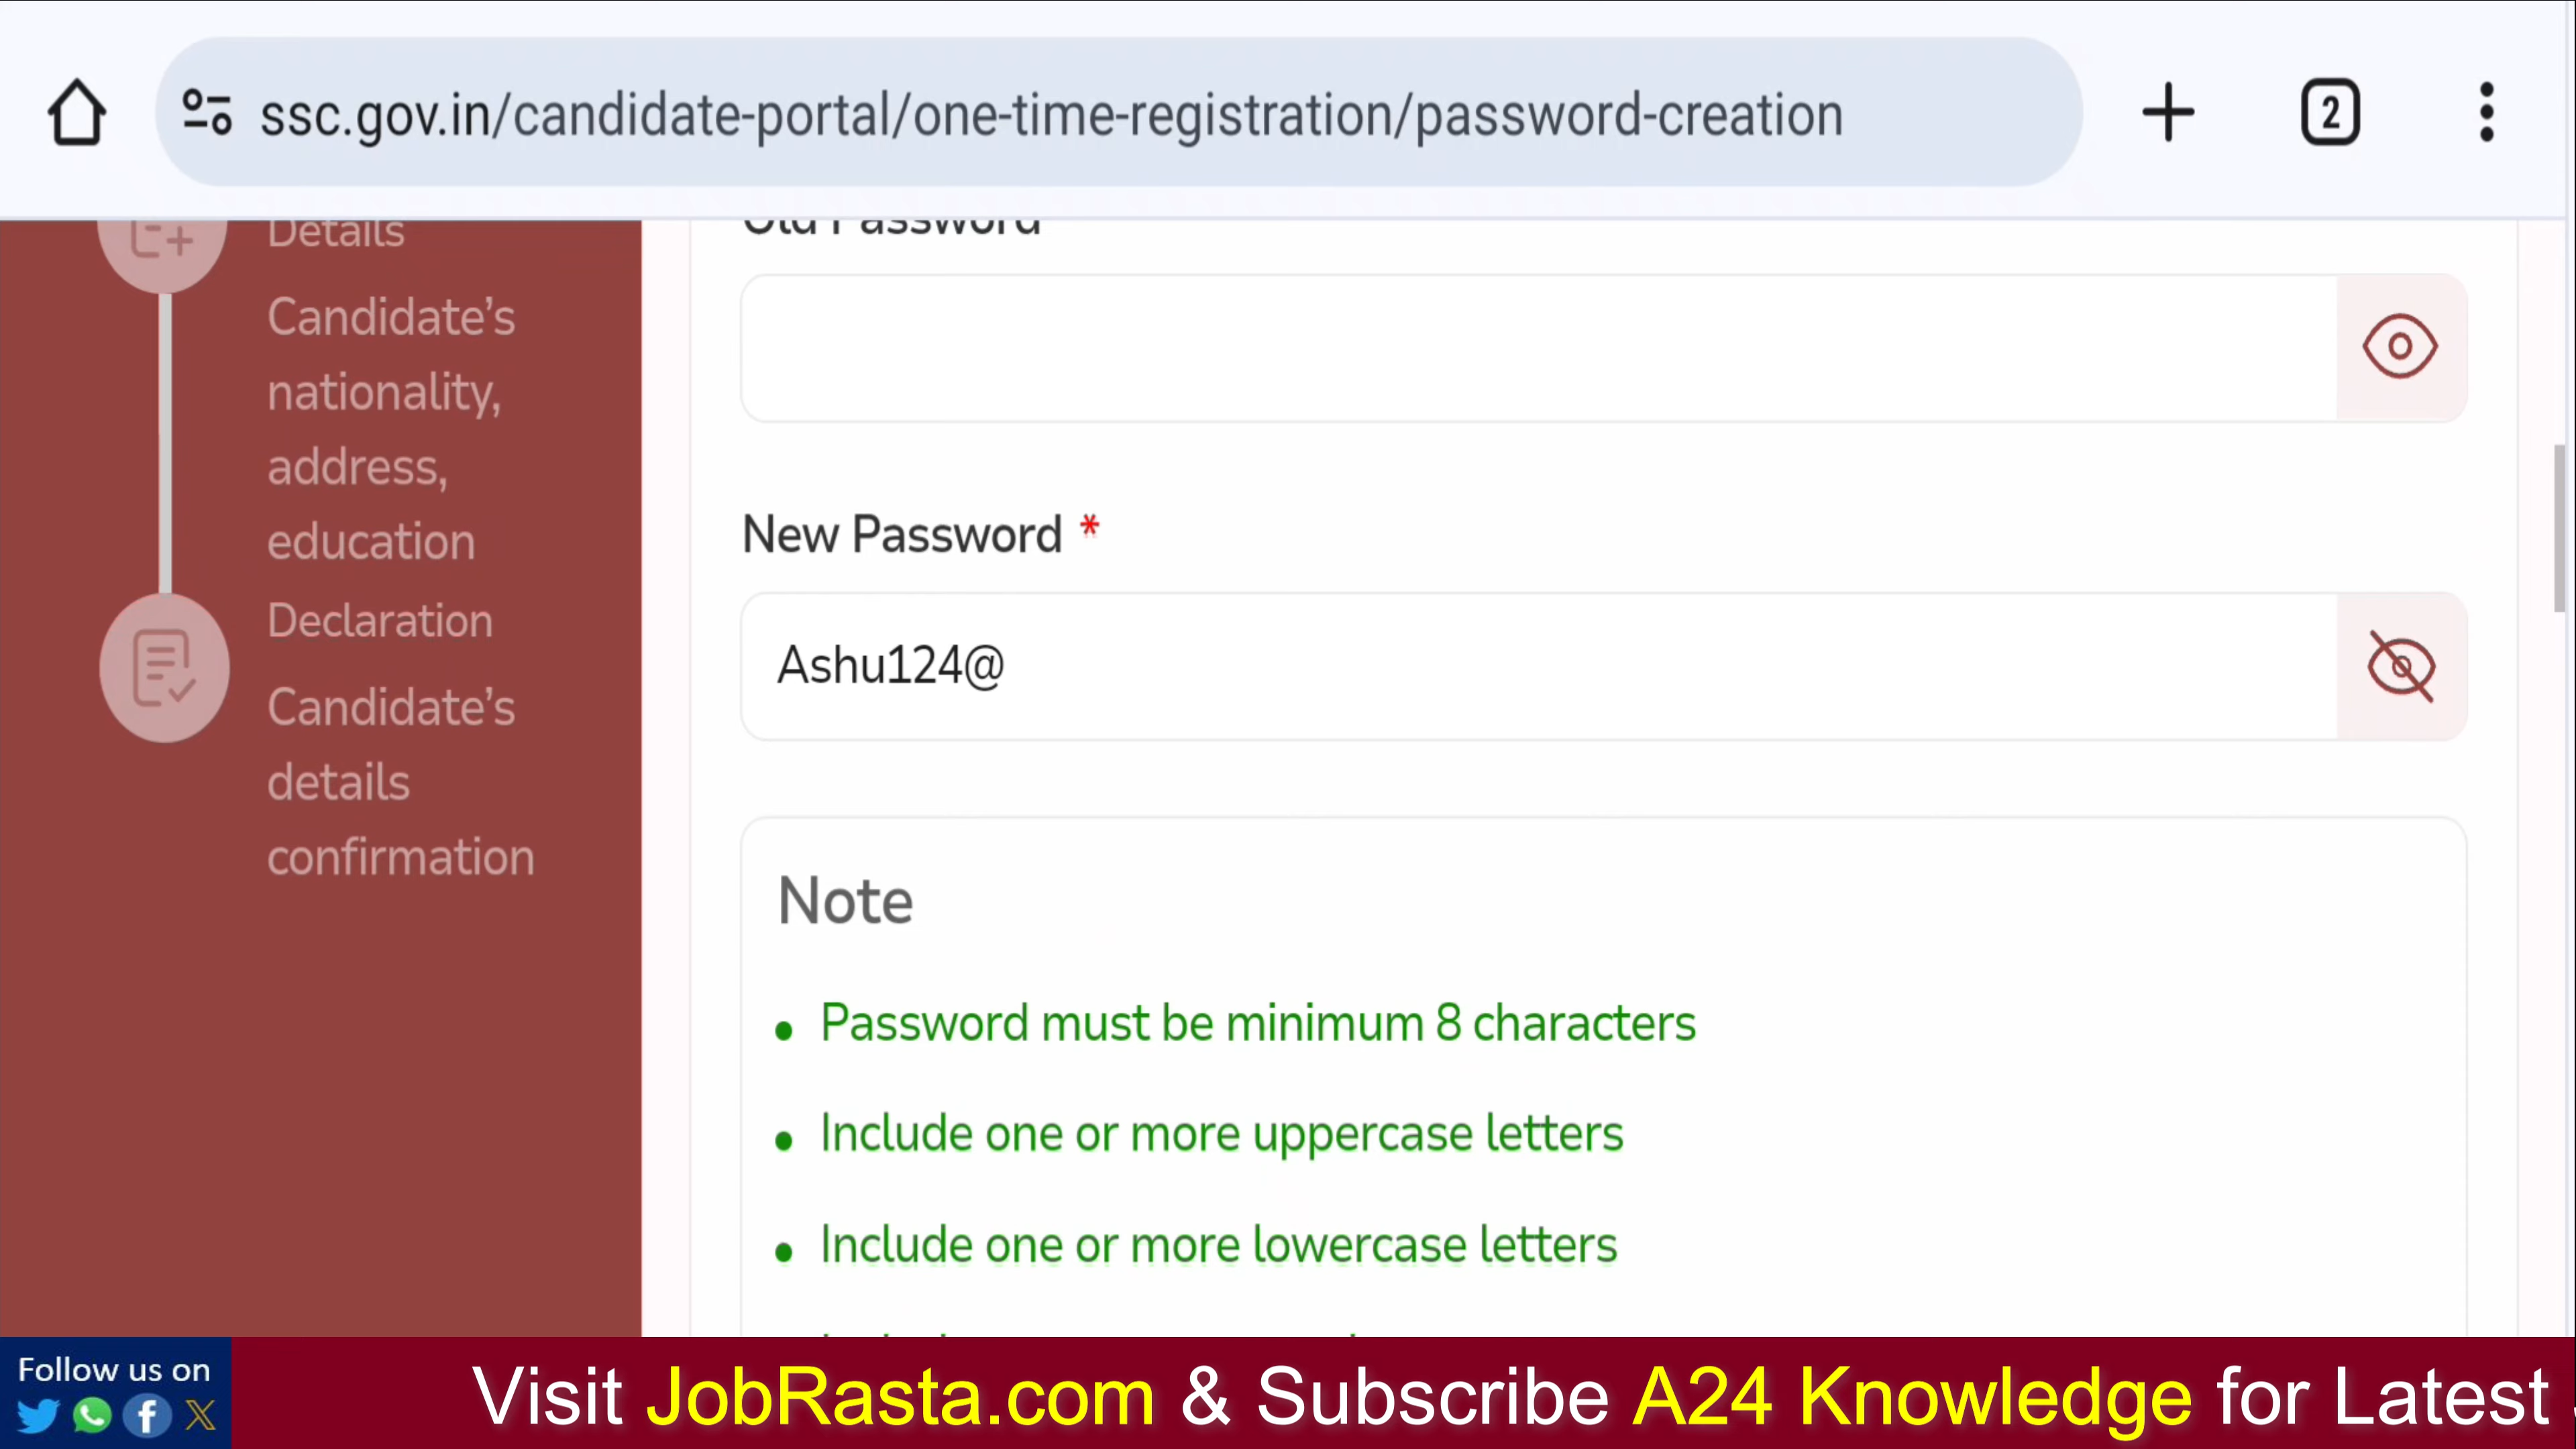 ssc.gov.in/candidate-portal/one-time-registration/password-creation
2
Details
Candidate’s
nationality,
address,
education
Declaration
Candidate’s
details
confirmation
Old Password
New Password *
Ashu124@
Note
• Password must be minimum 8 characters
• Include one or more uppercase letters
• Include one or more lowercase letters
Follow us on
Visit JobRasta.com & Subscribe A24 Knowledge for Latest